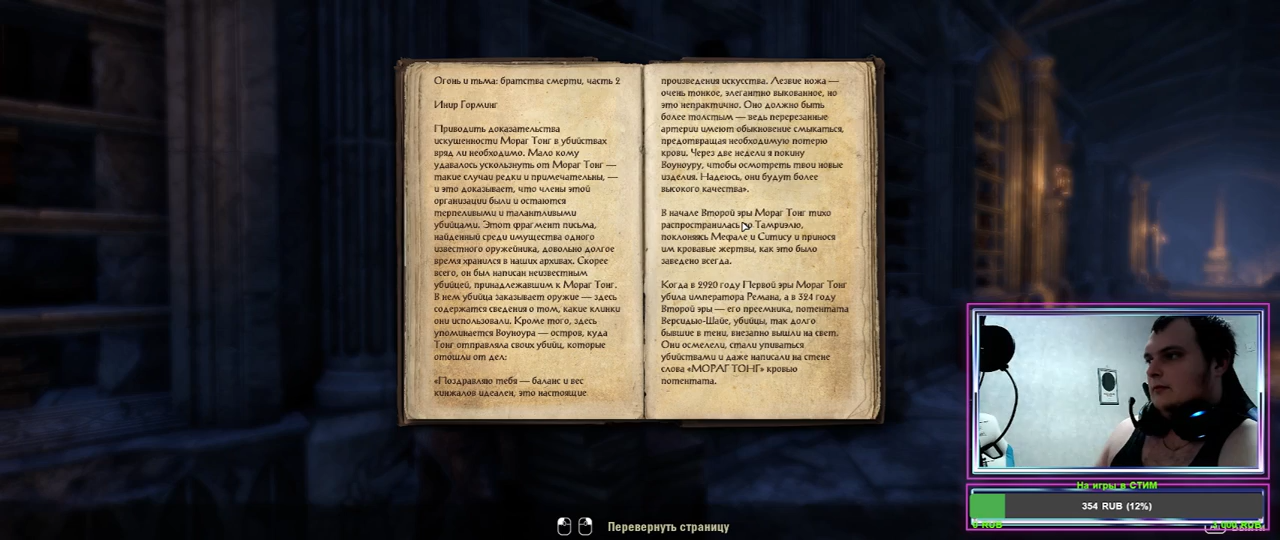 Огонь и тьма: братства смерти, часть 2
Инир Горминг
Приводить доказательства
искушенности Мораг Тонг в убийствах
вряд ли необходимо. Мало кому
удавалось ускользнуть от Мораг Тонг —
такие случаи редки и примечательны, —
и это доказывает, что члены этой
организации были и остаются
терпеливыми и талантливыми
убийцами. Этот фрагмент письма,
найденный среди имущества одного
известного оружейника, довольно долгое
время хранился в наших архивах. Скорее
всего, он был написан неизвестным
убийцей, принадлежавшим к Мораг Тонг.
В нем убийца заказывает оружие — здесь
содержатся сведения о том, какие клинки
они использовали. Кроме того, здесь
упоминается Воуноура — остров, куда
Тонг отправляла своих убийц, которые
отошли от дел:
«Поздравляю тебя — баланс и вес
кинжалов идеален, это настоящие
произведения искусства. Лезвие ножа —
очень тонкое, элегантно выкованное, но
это непрактично. Оно должно быть
более толстым — ведь перерезанные
артерии имеют обыкновение смыкаться,
предотвращая необходимую потерю
крови. Через две недели я покину
Воуноуру, чтобы осмотреть твои новые
изделия. Надеюсь, они будут более
высокого качества».
В начале Второй эры Мораг Тонг тихо
распространилась по Тамриэлю,
поклоняясь Мефале и Ситису и принося
им кровавые жертвы, как это было
заведено всегда.
Когда в 2920 году Первой эры Мораг Тонг
убила императора Ремана, а в 324 году
Второй эры — его преемника, потентата
Версидью-Шайе, убийцы, так долго
бывшие в тени, внезапно вышли на свет.
Они осмелели, стали упиваться
убийствами и даже написали на стене
слова «МОРАГ ТОНГ» кровью
потентата.
На игры в СТИМ
354 RUB (12%)
0 RUB
Перевернуть страницу